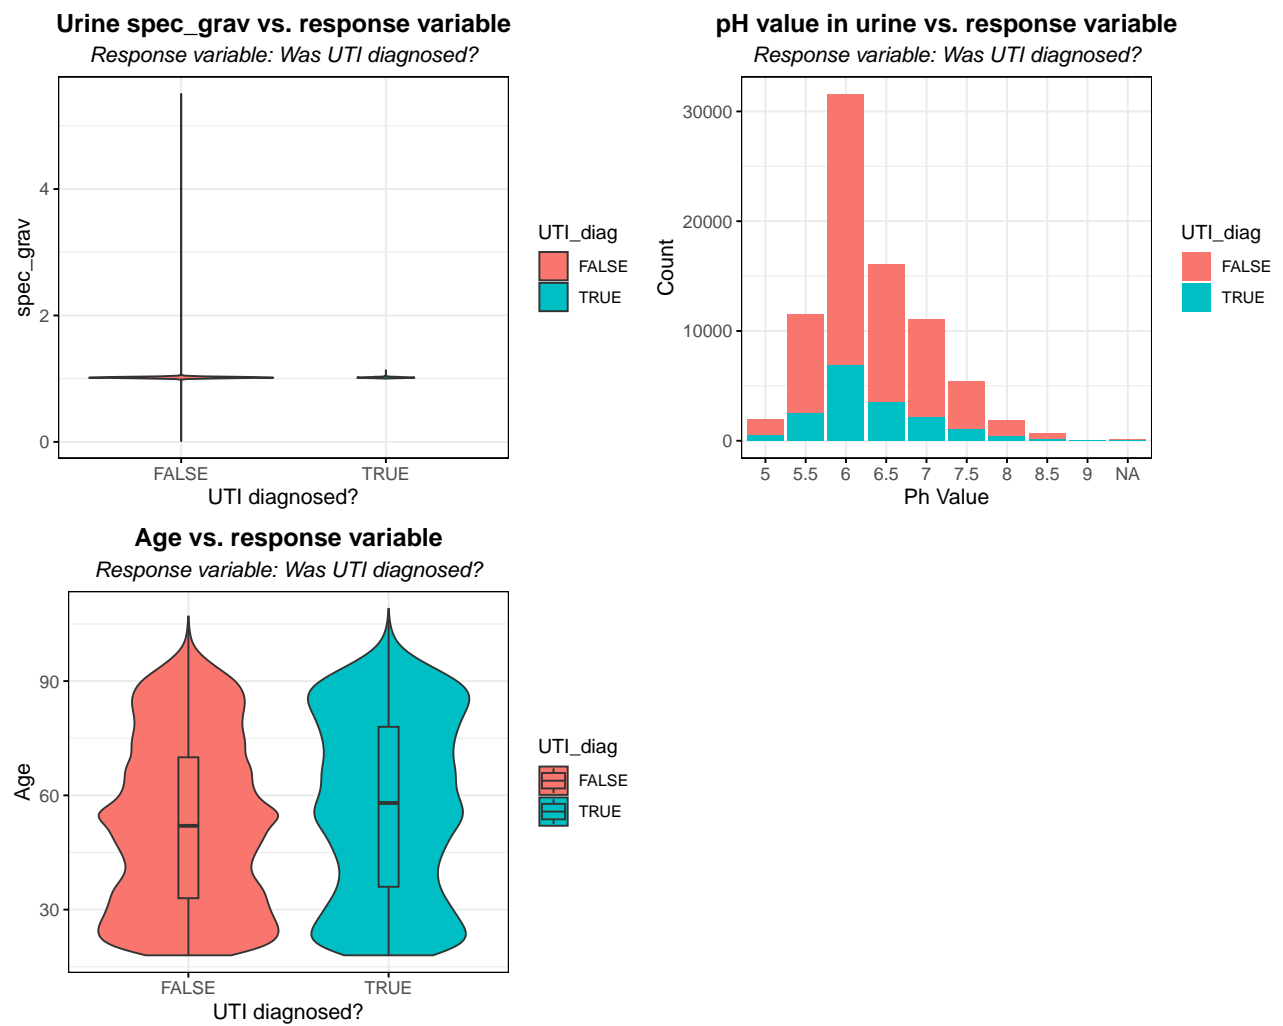 Urine spec_grav vs. response variable
Response variable: Was UTI diagnosed?
spec_grav
4
2
0
FALSE TRUE
UTI diagnosed?
UTI_diag
FALSE
TRUE
pH value in urine vs. response variable
Response variable: Was UTI diagnosed?
Count
30000
20000
10000
0
5 5.5 6 6.5 7 7.5 8 8.5 9 NA
Ph Value
UTI_diag
FALSE
TRUE
Age vs. response variable
Response variable: Was UTI diagnosed?
Age
90
60
30
FALSE TRUE
UTI diagnosed?
UTI_diag
FALSE
TRUE